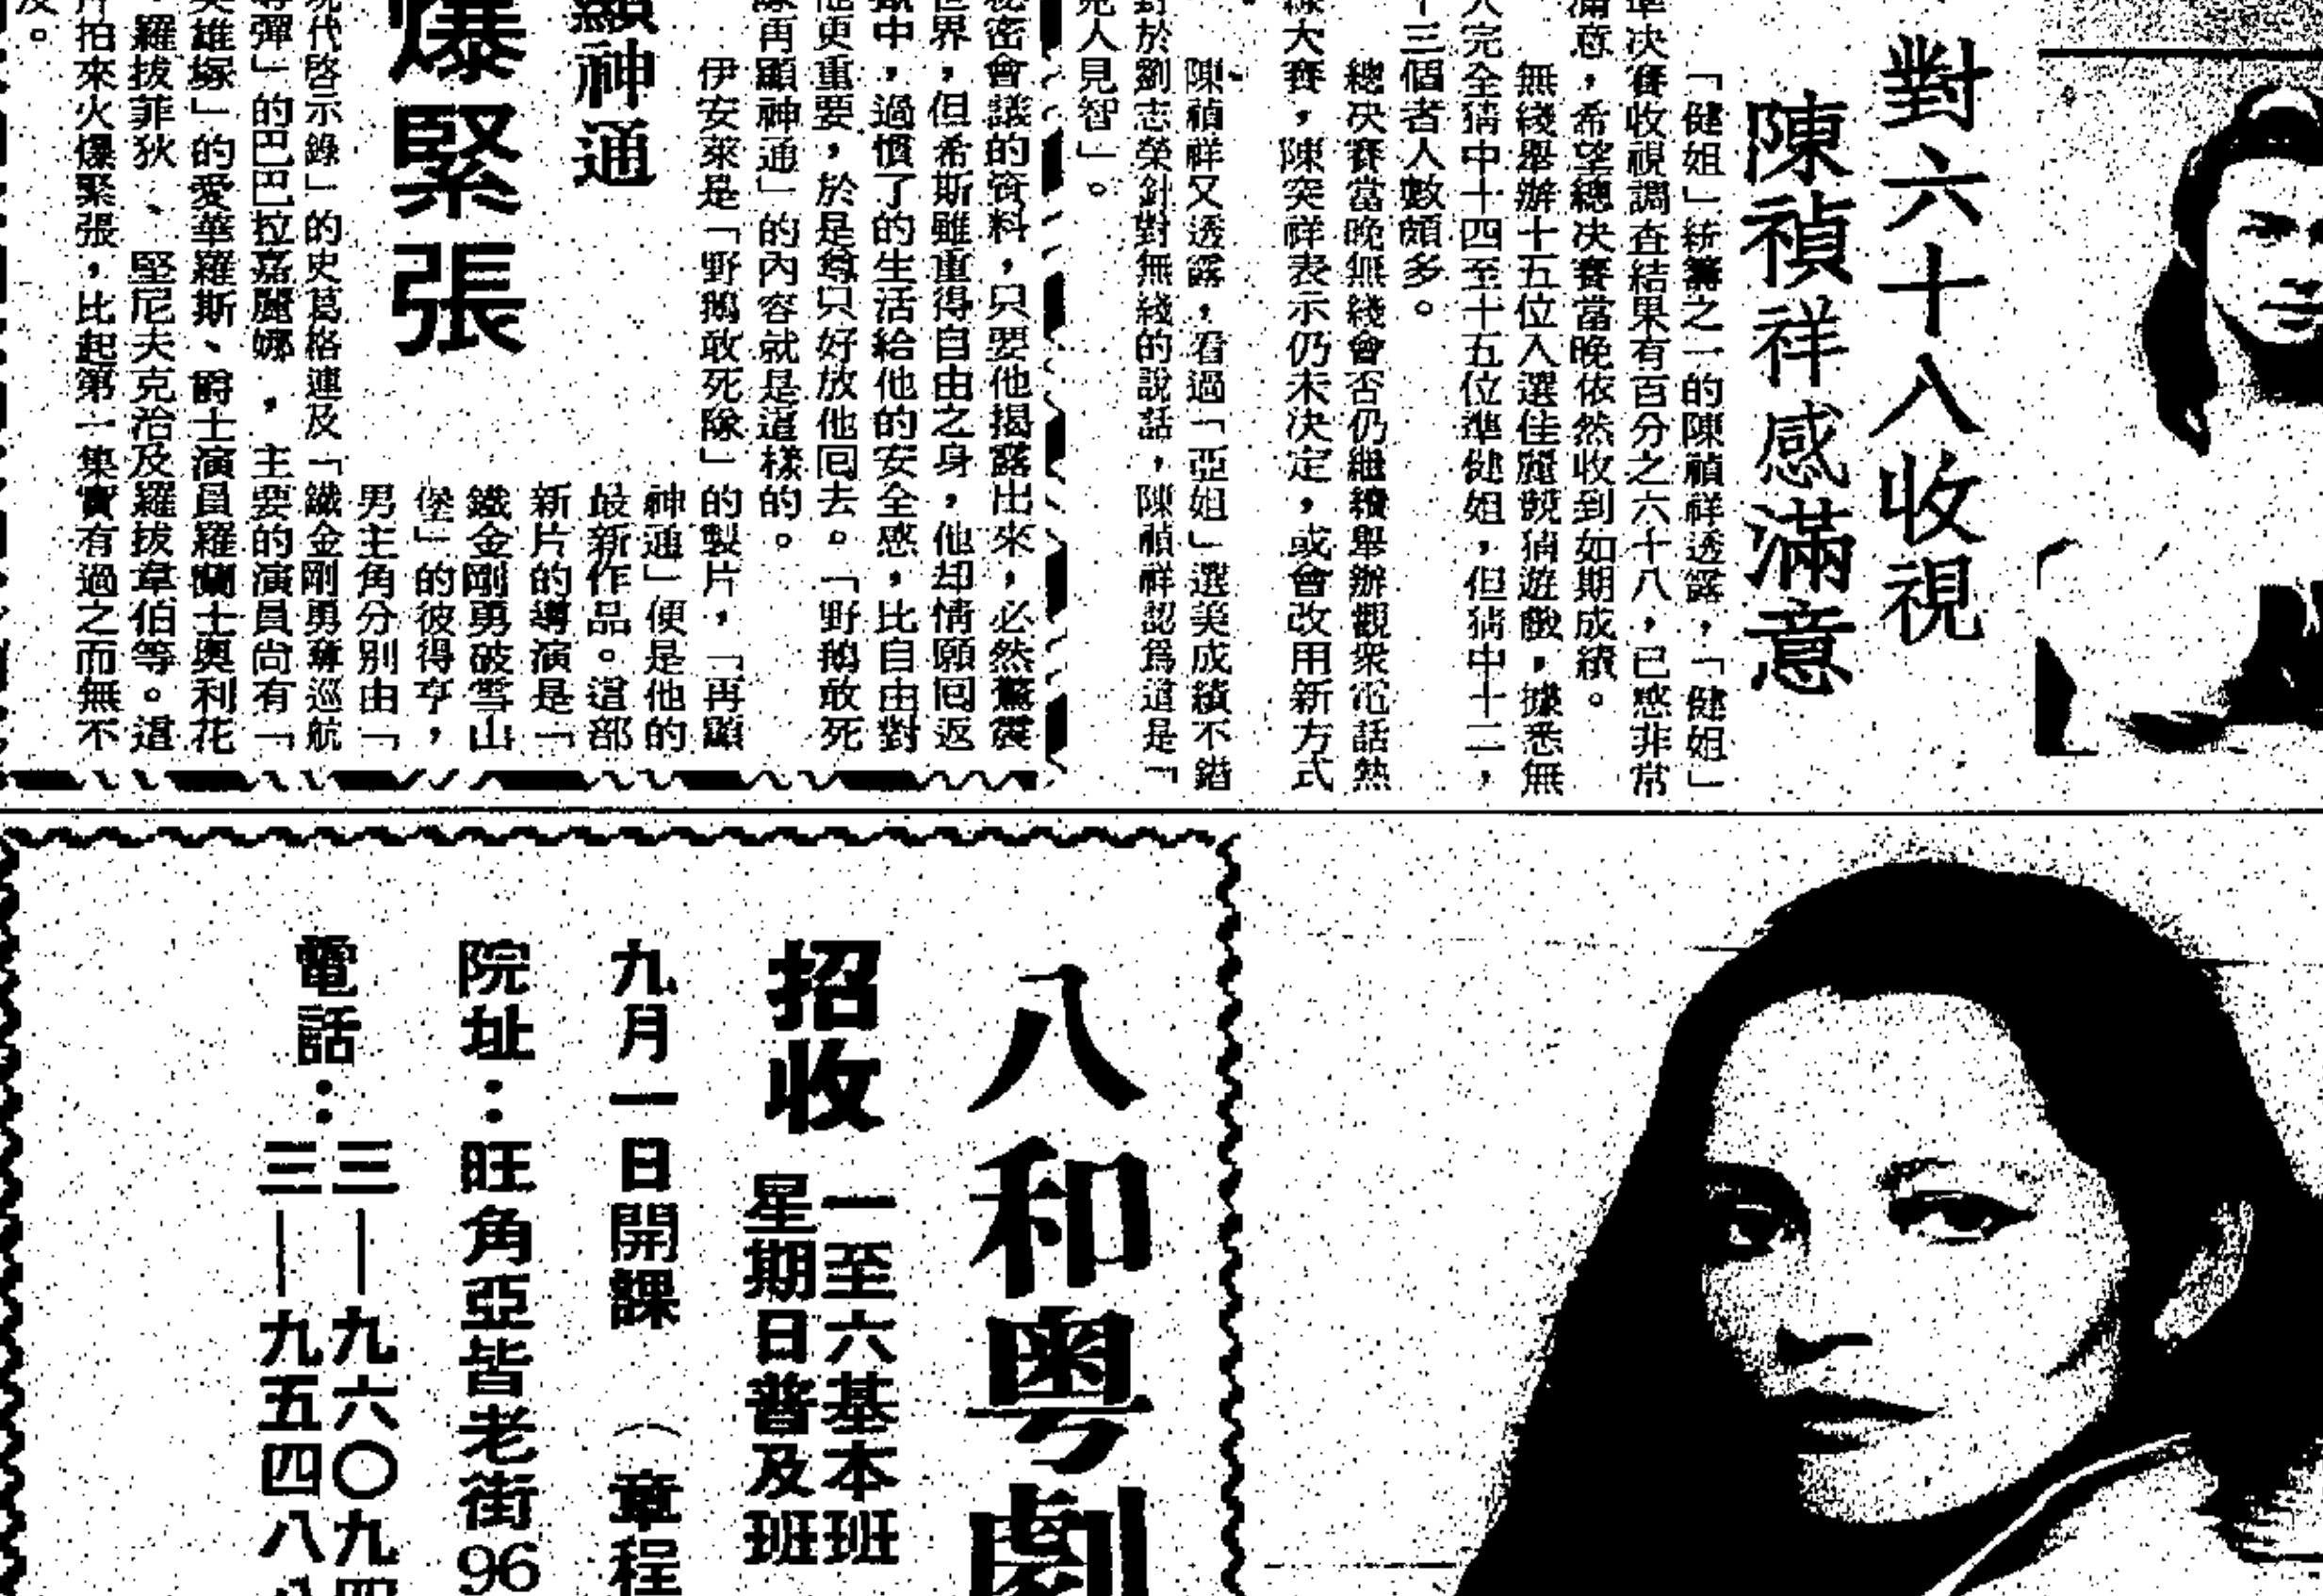 對六十八收視
陳禎祥感滿意
「健姐」統籌之一的陳禎祥透露，「健姐」
準决賽收視調查結果有百分之六十八，已感非常
滿意，希望總决賽當晚依然收到如期成績。
無綫舉辦十五位入選佳麗競猜遊戲，據悉無
人完全猜中十四至十五位準健姐，但猜中十二，
十三個者人數頗多。
總决賽當晚無綫會否仍繼續舉辦觀衆電話熱
線大賽，陳突祥表示仍未决定，或會改用新方式
。
陳禎祥又透露，看過「亞姐」選美成績不錯
對於劉志榮針對無綫的說話，陳禎祥認爲這是「
見人見智」。
秘密會議的資料，只要他揭露出來，必然震
世界，但希斯雖重得自由之身，他却情願囘返
獄中，過慣了的生活給他的安全感，比自由對
他更重要，於是只好放他囘去。「野鵝敢死
隊再顯神通」的內容就是這樣的。
伊安萊是「野鵝敢死隊」的製片，「再顯
神通」便是他的
最新作品。這部
新片的導演是「
鐵金剛勇破雪山
堡」的彼得亨，
男主角分別由「
顯神通
爆緊張
現代啓示錄」的史葛格連及「鐵金剛勇奪巡航
導彈」的巴巴拉嘉麗娜，主要的演員尚有「
英雄塚」的愛華羅斯、爵士演員羅蘭士奧利花
、羅拔菲狄、堅尼夫克洽及羅拔韋伯等。這
片拍來火爆緊張，比起第一集實有過之而無不
及。
八和粤劇
招收
一至六基本班
星期日普及班
九月一日開課 （章程
院址：旺角亞皆老街96
電話：
三—九六〇九四
三—九五四八八